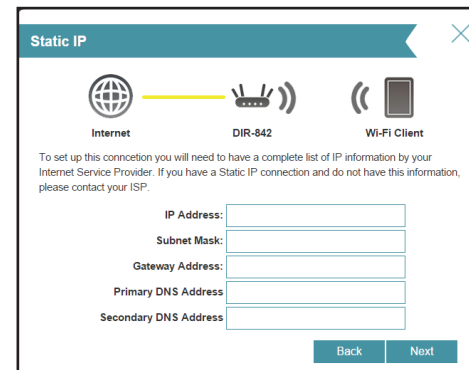 Static IP
Internet
DIR-842
Wi-Fi Client
To set up this conncetion you will need to have a complete list of IP information by your
Internet Service Provider. If you have a Static IP connection and do not have this information,
please contact your ISP.
IP Address:
Subnet Mask:
Gateway Address:
Primary DNS Address
Secondary DNS Address
Back
Next